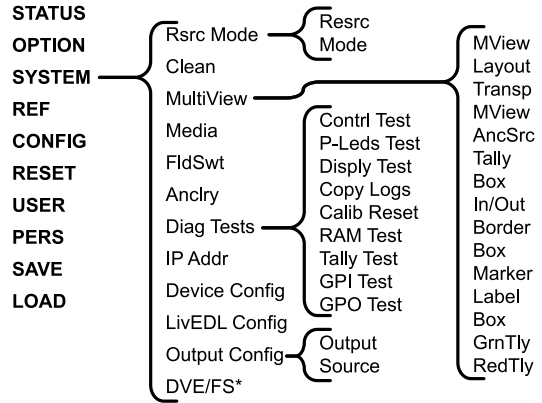 STATUS
OPTION
SYSTEM
REF
CONFIG
RESET
USER
PERS
SAVE
LOAD
Rsrc Mode
Clean
MultiView
Media
FldSwt
Anclry
Diag Tests
IP Addr
Device Config
LivEDL Config
Output Config
DVE/FS*
Resrc
Mode
Contrl Test
P-Leds Test
Disply Test
Copy Logs
Calib Reset
RAM Test
Tally Test
GPI Test
GPO Test
Output
Source
MView
Layout
Transp
MView
AncSrc
Tally
Box
In/Out
Border
Box
Marker
Label
Box
GrnTly
RedTly